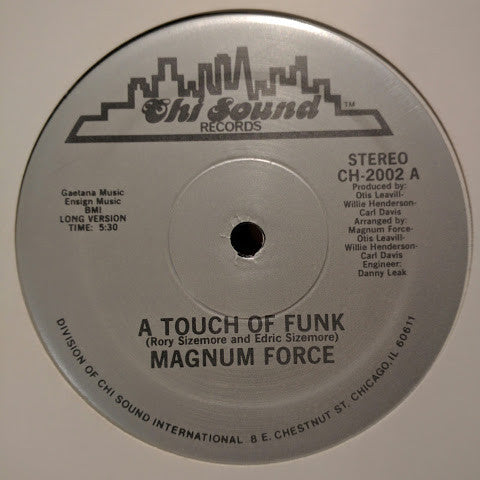 Chi Sound ™
RECORDS
STEREO
CH-2002 A
Produced by:
Otis Leavill-
Willie Henderson-
Carl Davis
Arranged by:
Magnum Force-
Otis Leavill-
Willie Henderson-
Carl Davis
Engineer:
Danny Leak
Gaetana Music
Ensign Music
BMI
LONG VERSION
TIME: 5:30
A TOUCH OF FUNK
(Rory Sizemore and Edric Sizemore)
MAGNUM FORCE
DIVISION OF CHI SOUND INTERNATIONAL 8 E. CHESTNUT ST. CHICAGO, IL 60611